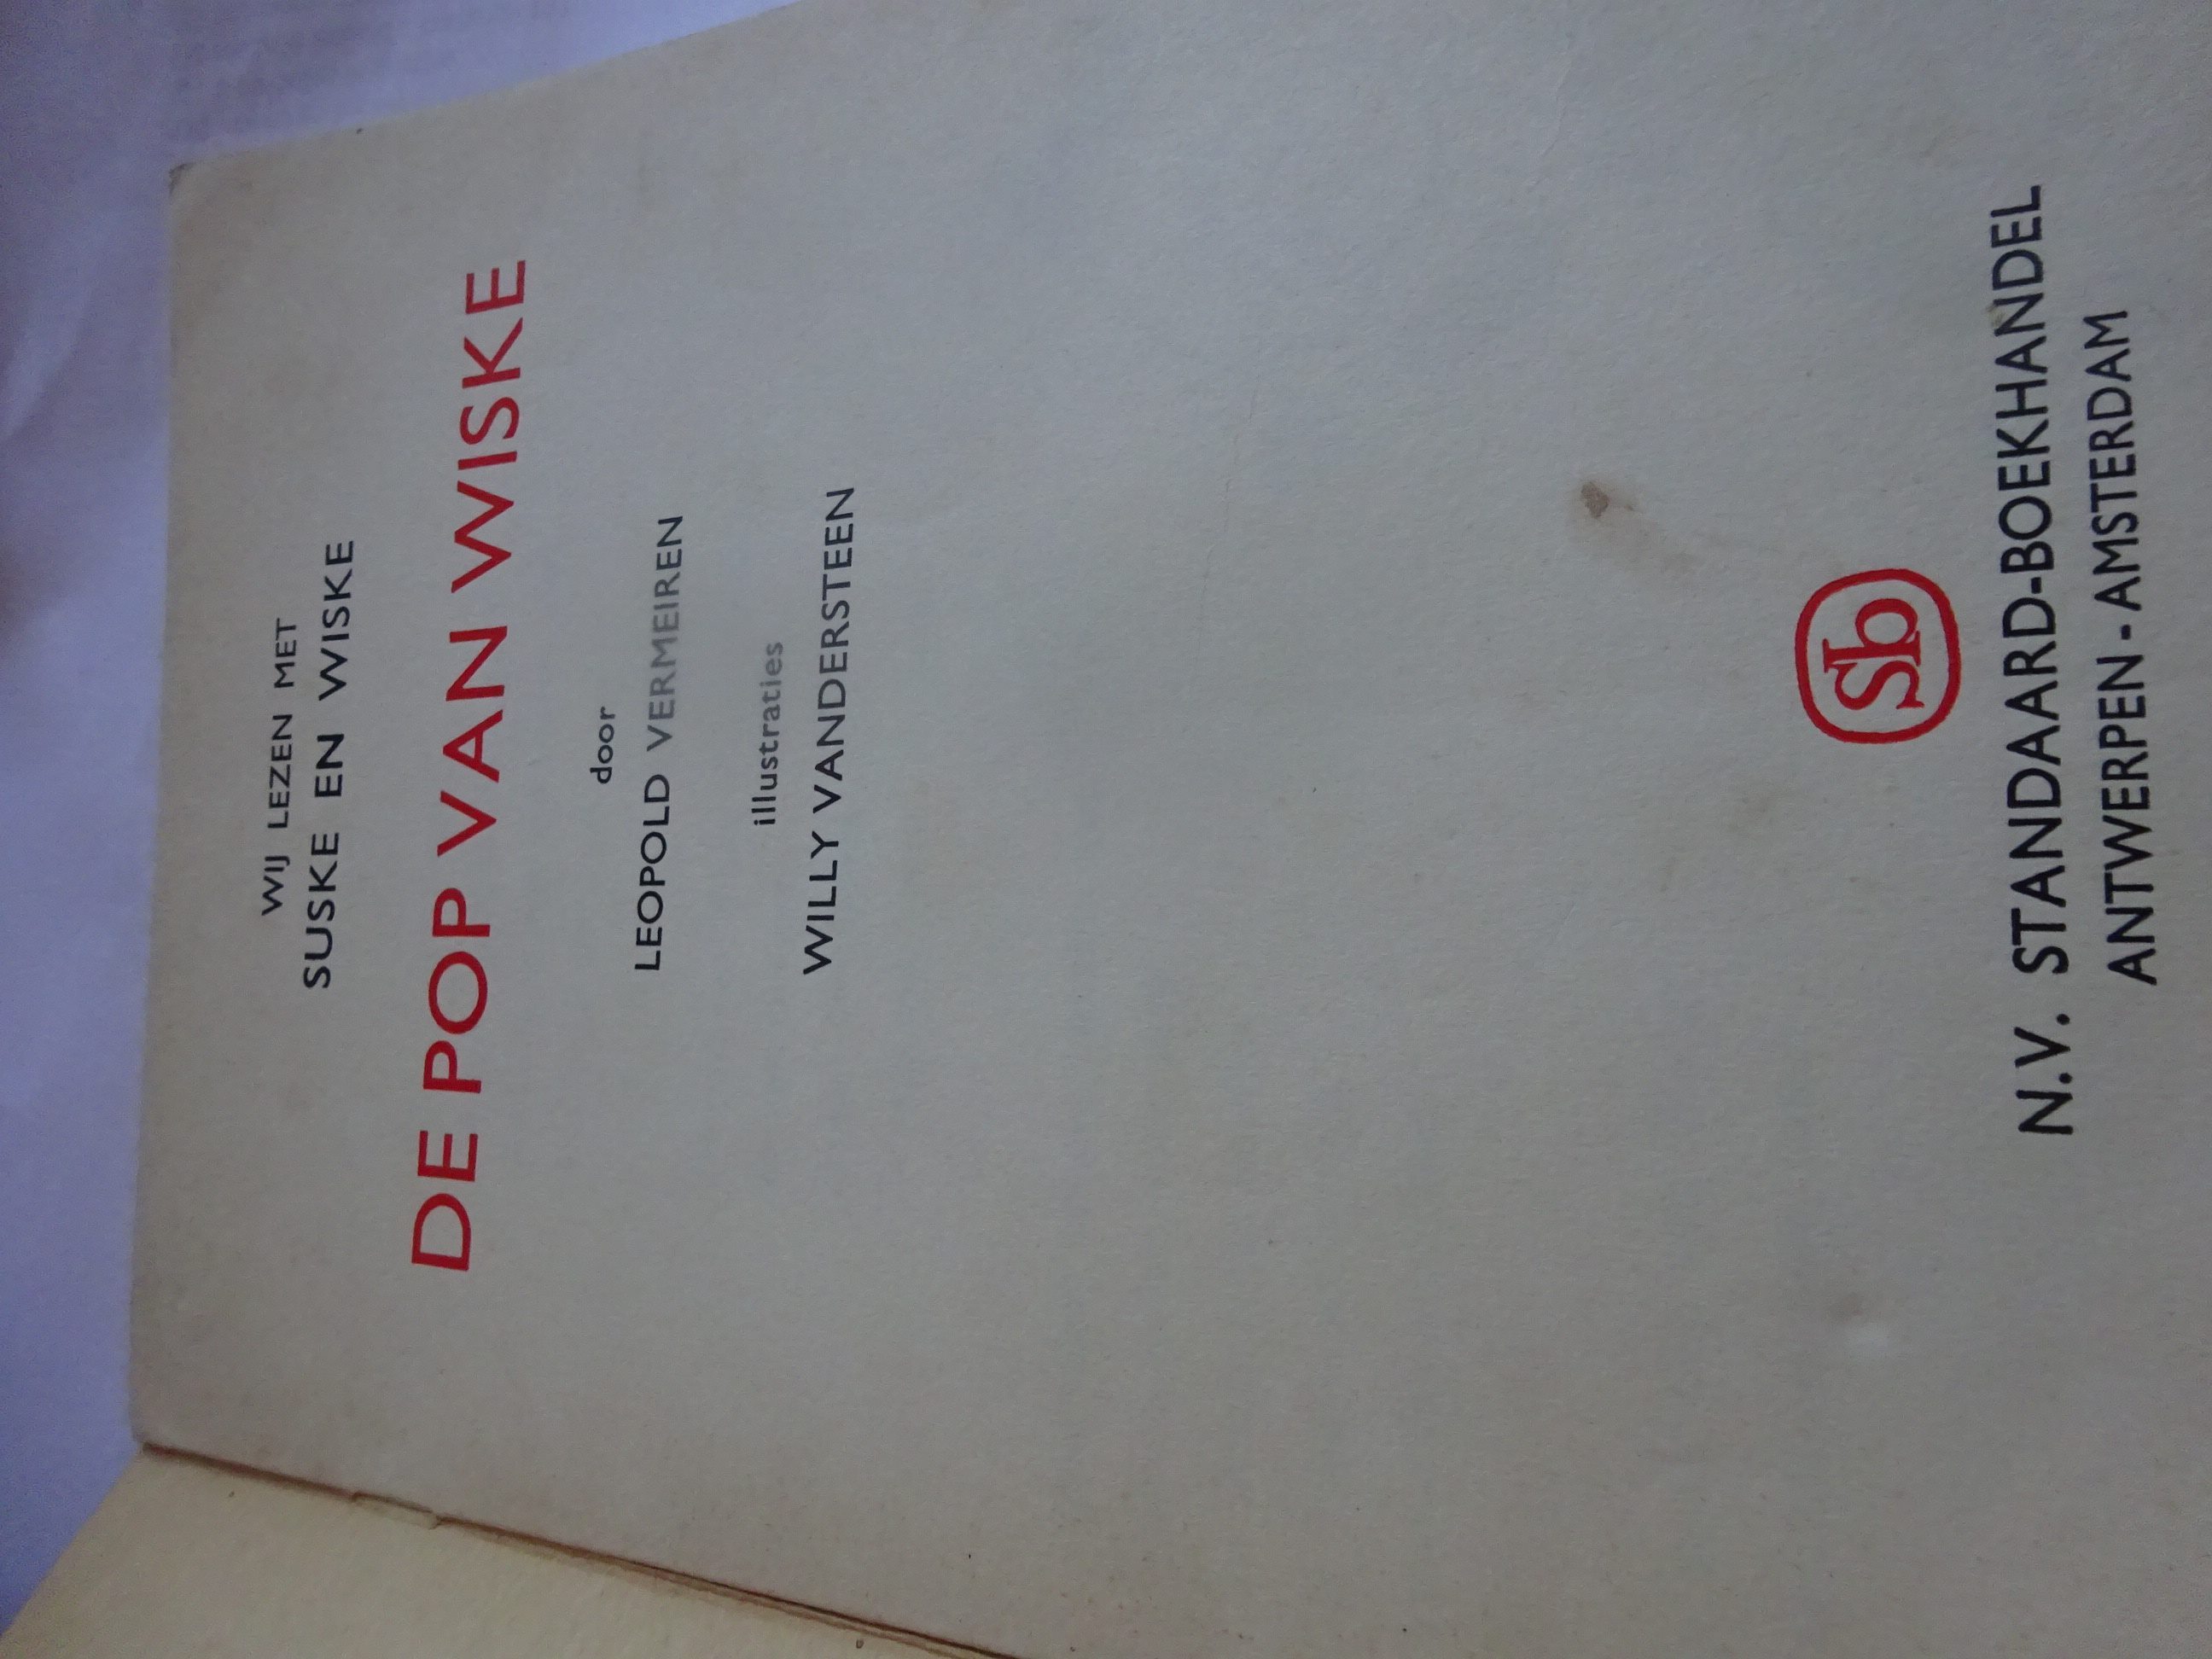 WIJ LEZEN MET
SUSKE EN WISKE
DE POP VAN WISKE
door
LEOPOLD VERMEIREN
illustraties
WILLY VANDERSTEEN
Sb
N.V. STANDAARD-BOEKHANDEL
ANTWERPEN - AMSTERDAM